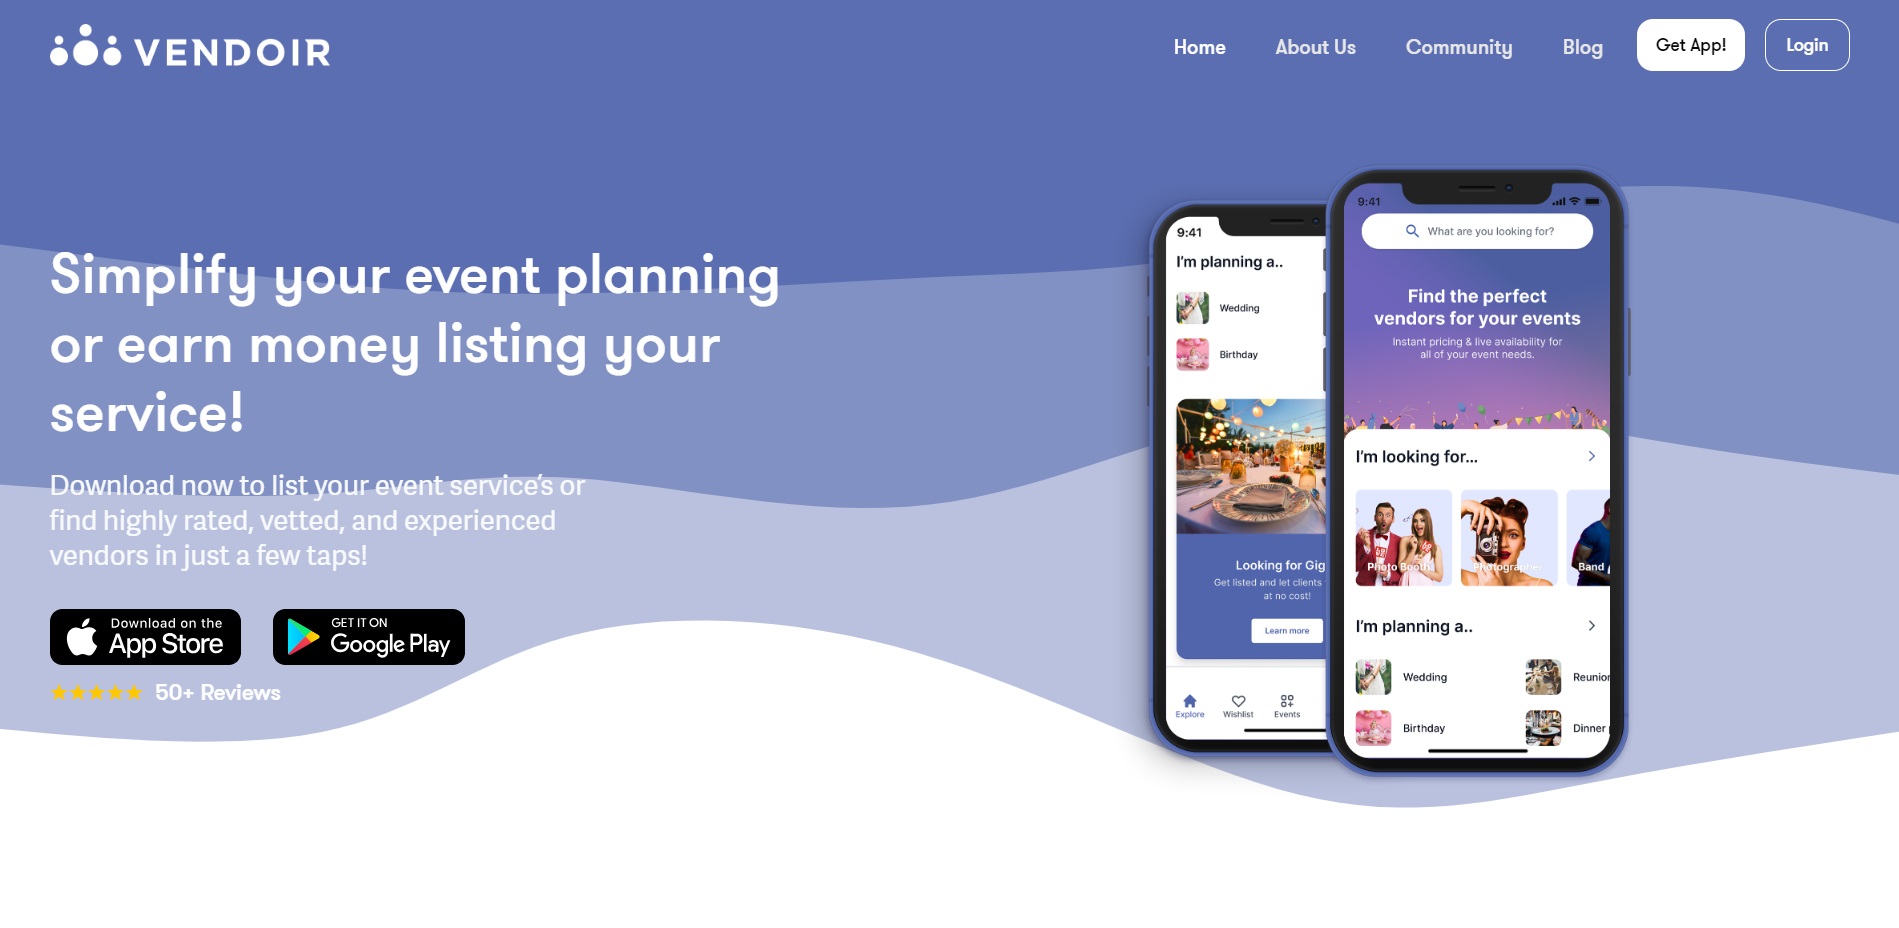 VENDOIR
Home
About Us
Community
Blog
Get App!
Login
Simplify your event planning
or earn money listing your
service!
Download now to list your event service's or
find highly rated, vetted, and experienced
vendors in just a few taps!
Download on the
App Store
GET IT ON
Google Play
50+ Reviews
9:41
I'm planning a..
Wedding
Birthday
Looking for Gig
Get listed and let clients
at no cost!
Learn more
Explore
Wishlist
Events
9:41
What are you looking for?
Find the perfect
vendors for your events
Instant pricing & live availability for
all of your event needs.
I'm looking for...
Photo Booth
Photographer
Band
I'm planning a..
Wedding
Reunion
Birthday
Dinner